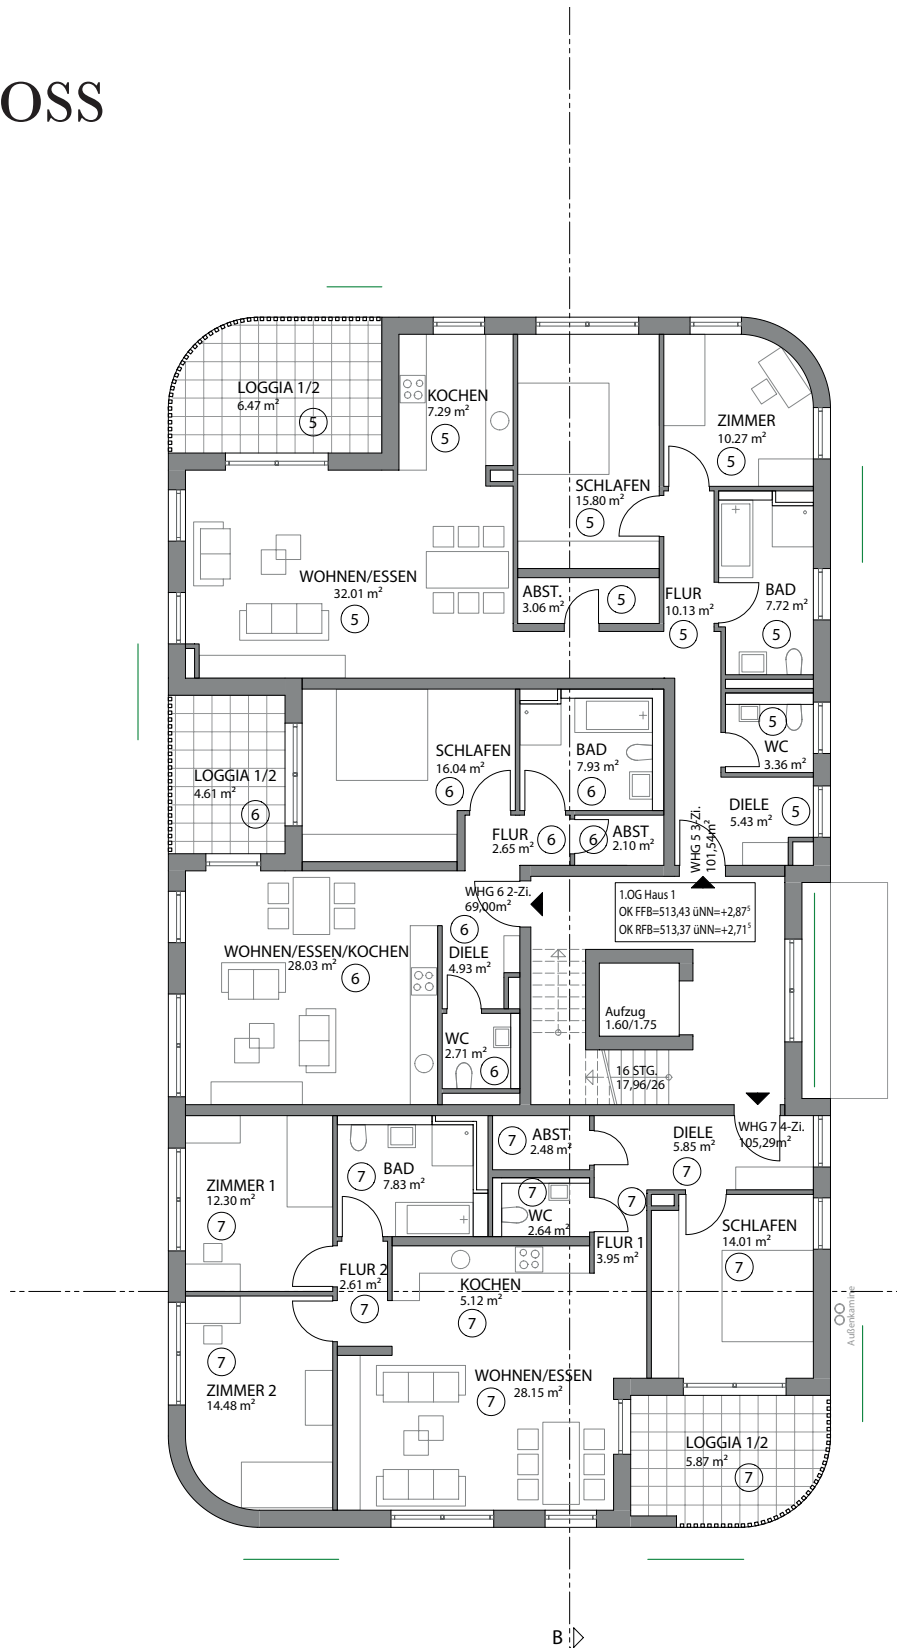 OSS
LOGGIA 1/2
6.47 m²
5
KOCHEN
7.29 m²
5
ZIMMER
10.27 m²
5
SCHLAFEN
15.80 m²
5
WOHNEN/ESSEN
32.01 m²
5
ABST.
3.06 m²
5
FLUR
10.13 m²
5
BAD
7.72 m²
5
5
WC
3.36 m²
DIELE
5.43 m²
5
WHG 5 3-Zi.
101,54m²
LOGGIA 1/2
4.61 m²
6
SCHLAFEN
16.04 m²
6
BAD
7.93 m²
6
FLUR
2.65 m²
6
6
ABST
2.10 m²
WHG 6 2-Zi.
69,00m²
6
DIELE
4.93 m²
WOHNEN/ESSEN/KOCHEN
28.03 m²
6
WC
2.71 m²
6
1.OG Haus 1
OK FFB=513,43 üNN=+2,87⁵
OK RFB=513,37 üNN=+2,71⁵
Aufzug
1.60/1.75
16 STG.
17,96/26
WHG 7 4-Zi.
105,29m²
DIELE
5.85 m²
7
7
ABST.
2.48 m²
BAD
7.83 m²
7
ZIMMER 1
12.30 m²
7
7
WC
2.64 m²
7
FLUR 1
3.95 m²
SCHLAFEN
14.01 m²
7
FLUR 2
2.61 m²
7
KOCHEN
5.12 m²
7
Außenkamine
7
ZIMMER 2
14.48 m²
WOHNEN/ESSEN
28.15 m²
7
LOGGIA 1/2
5.87 m²
7
B